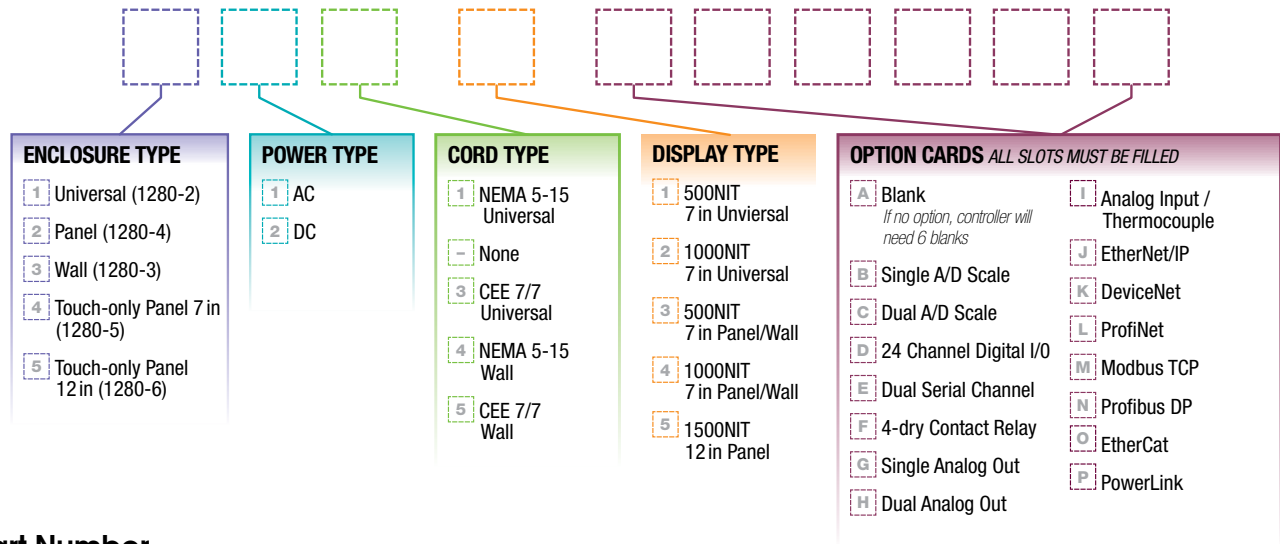 ENCLOSURE TYPE
1 Universal (1280-2)
2 Panel (1280-4)
3 Wall (1280-3)
4 Touch-only Panel 7 in
(1280-5)
5 Touch-only Panel
12 in (1280-6)
POWER TYPE
1 AC
2 DC
CORD TYPE
1 NEMA 5-15
Universal
– None
3 CEE 7/7
Universal
4 NEMA 5-15
Wall
5 CEE 7/7
Wall
DISPLAY TYPE
1 500NIT
7 in Unviersal
2 1000NIT
7 in Universal
3 500NIT
7 in Panel/Wall
4 1000NIT
7 in Panel/Wall
5 1500NIT
12 in Panel
OPTION CARDS ALL SLOTS MUST BE FILLED
A Blank
If no option, controller will
need 6 blanks
B Single A/D Scale
C Dual A/D Scale
D 24 Channel Digital I/0
E Dual Serial Channel
F 4-dry Contact Relay
G Single Analog Out
H Dual Analog Out
I Analog Input /
Thermocouple
J EtherNet/IP
K DeviceNet
L ProfiNet
M Modbus TCP
N Profibus DP
O EtherCat
P PowerLink
Number